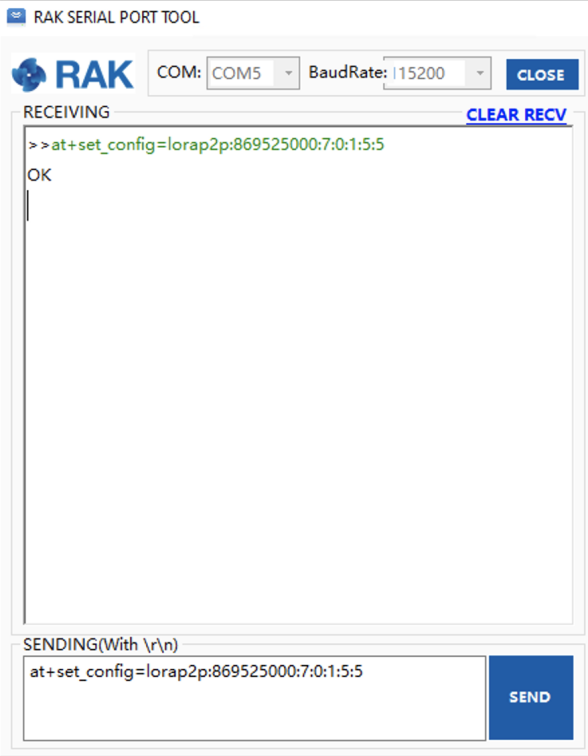 RAK SERIAL PORT TOOL
RAK COM: COM5 BaudRate: 115200 CLOSE
RECEIVING CLEAR RECV
>>at+set_config=lorap2p:869525000:7:0:1:5:5
OK
SENDING(With \r\n)
at+set_config=lorap2p:869525000:7:0:1:5:5
SEND